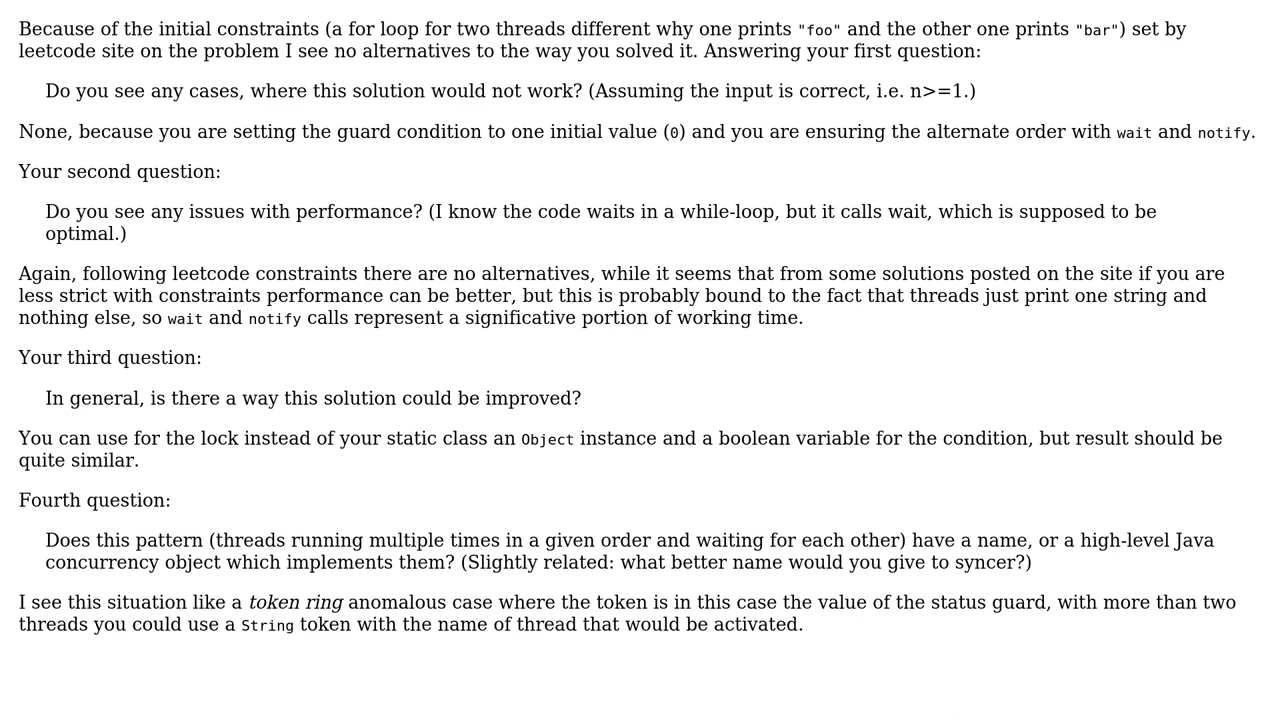 Because of the initial constraints (a for loop for two threads different why one prints "foo" and the other one prints "bar") set by
leetcode site on the problem I see no alternatives to the way you solved it. Answering your first question:
Do you see any cases, where this solution would not work? (Assuming the input is correct, i.e. n>=1.)
None, because you are setting the guard condition to one initial value (0) and you are ensuring the alternate order with wait and notify.
Your second question:
Do you see any issues with performance? (I know the code waits in a while-loop, but it calls wait, which is supposed to be
optimal.)
Again, following leetcode constraints there are no alternatives, while it seems that from some solutions posted on the site if you are
less strict with constraints performance can be better, but this is probably bound to the fact that threads just print one string and
nothing else, so wait and notify calls represent a significative portion of working time.
Your third question:
In general, is there a way this solution could be improved?
You can use for the lock instead of your static class an Object instance and a boolean variable for the condition, but result should be
quite similar.
Fourth question:
Does this pattern (threads running multiple times in a given order and waiting for each other) have a name, or a high-level Java
concurrency object which implements them? (Slightly related: what better name would you give to syncer?)
I see this situation like a token ring anomalous case where the token is in this case the value of the status guard, with more than two
threads you could use a String token with the name of thread that would be activated.